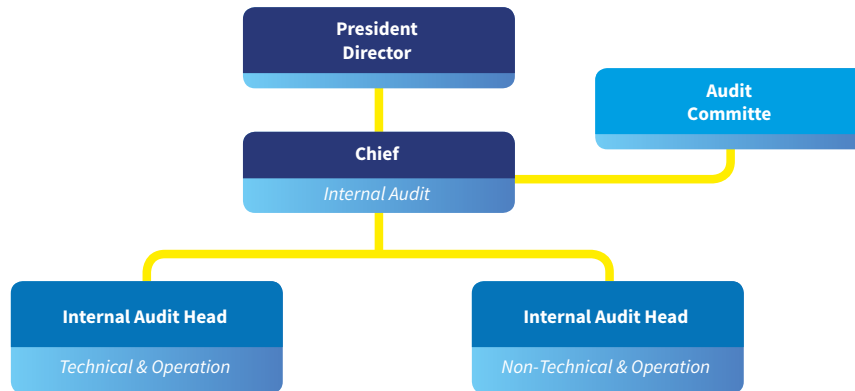 President
Director
Audit
Committe
Chief
Internal Audit
Internal Audit Head
Technical & Operation
Internal Audit Head
Non-Technical & Operation